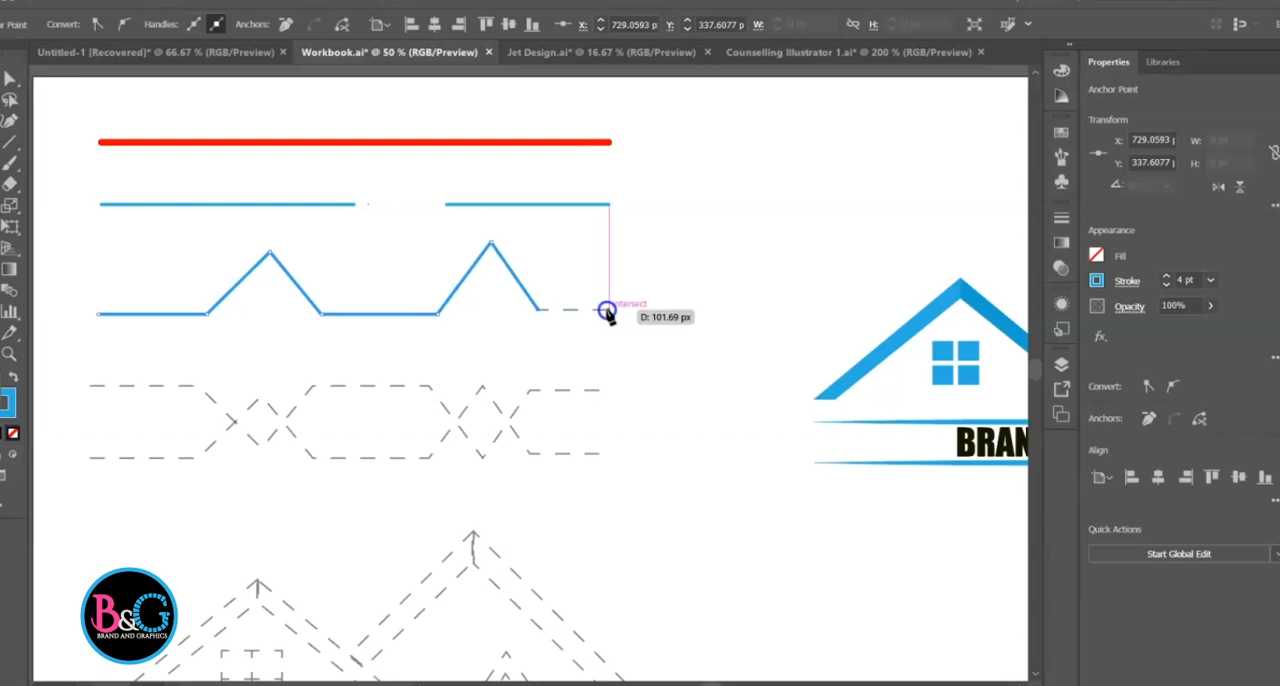 Point Convert: Handles: Anchors: X: 729.0593 p Y: 337.6077 p W: H:
Untitled-1 [Recovered]* @ 66.67 % (RGB/Preview) × Workbook.ai* @ 50 % (RGB/Preview) × Jet Design.ai* @ 16.67 % (RGB/Preview) × Counselling Illustrator 1.ai* @ 200 % (RGB/Preview) ×
Properties Libraries
Anchor Point
Transform
X: 729.0593 W:
Y: 337.6077 H:
Appearance
Fill
Stroke 4 pt
Opacity 100%
fx.
Convert:
Anchors:
Align
Quick Actions
Start Global Edit
ntersect
D: 101.69 px
BRAN
B&G
BRAND AND GRAPHICS